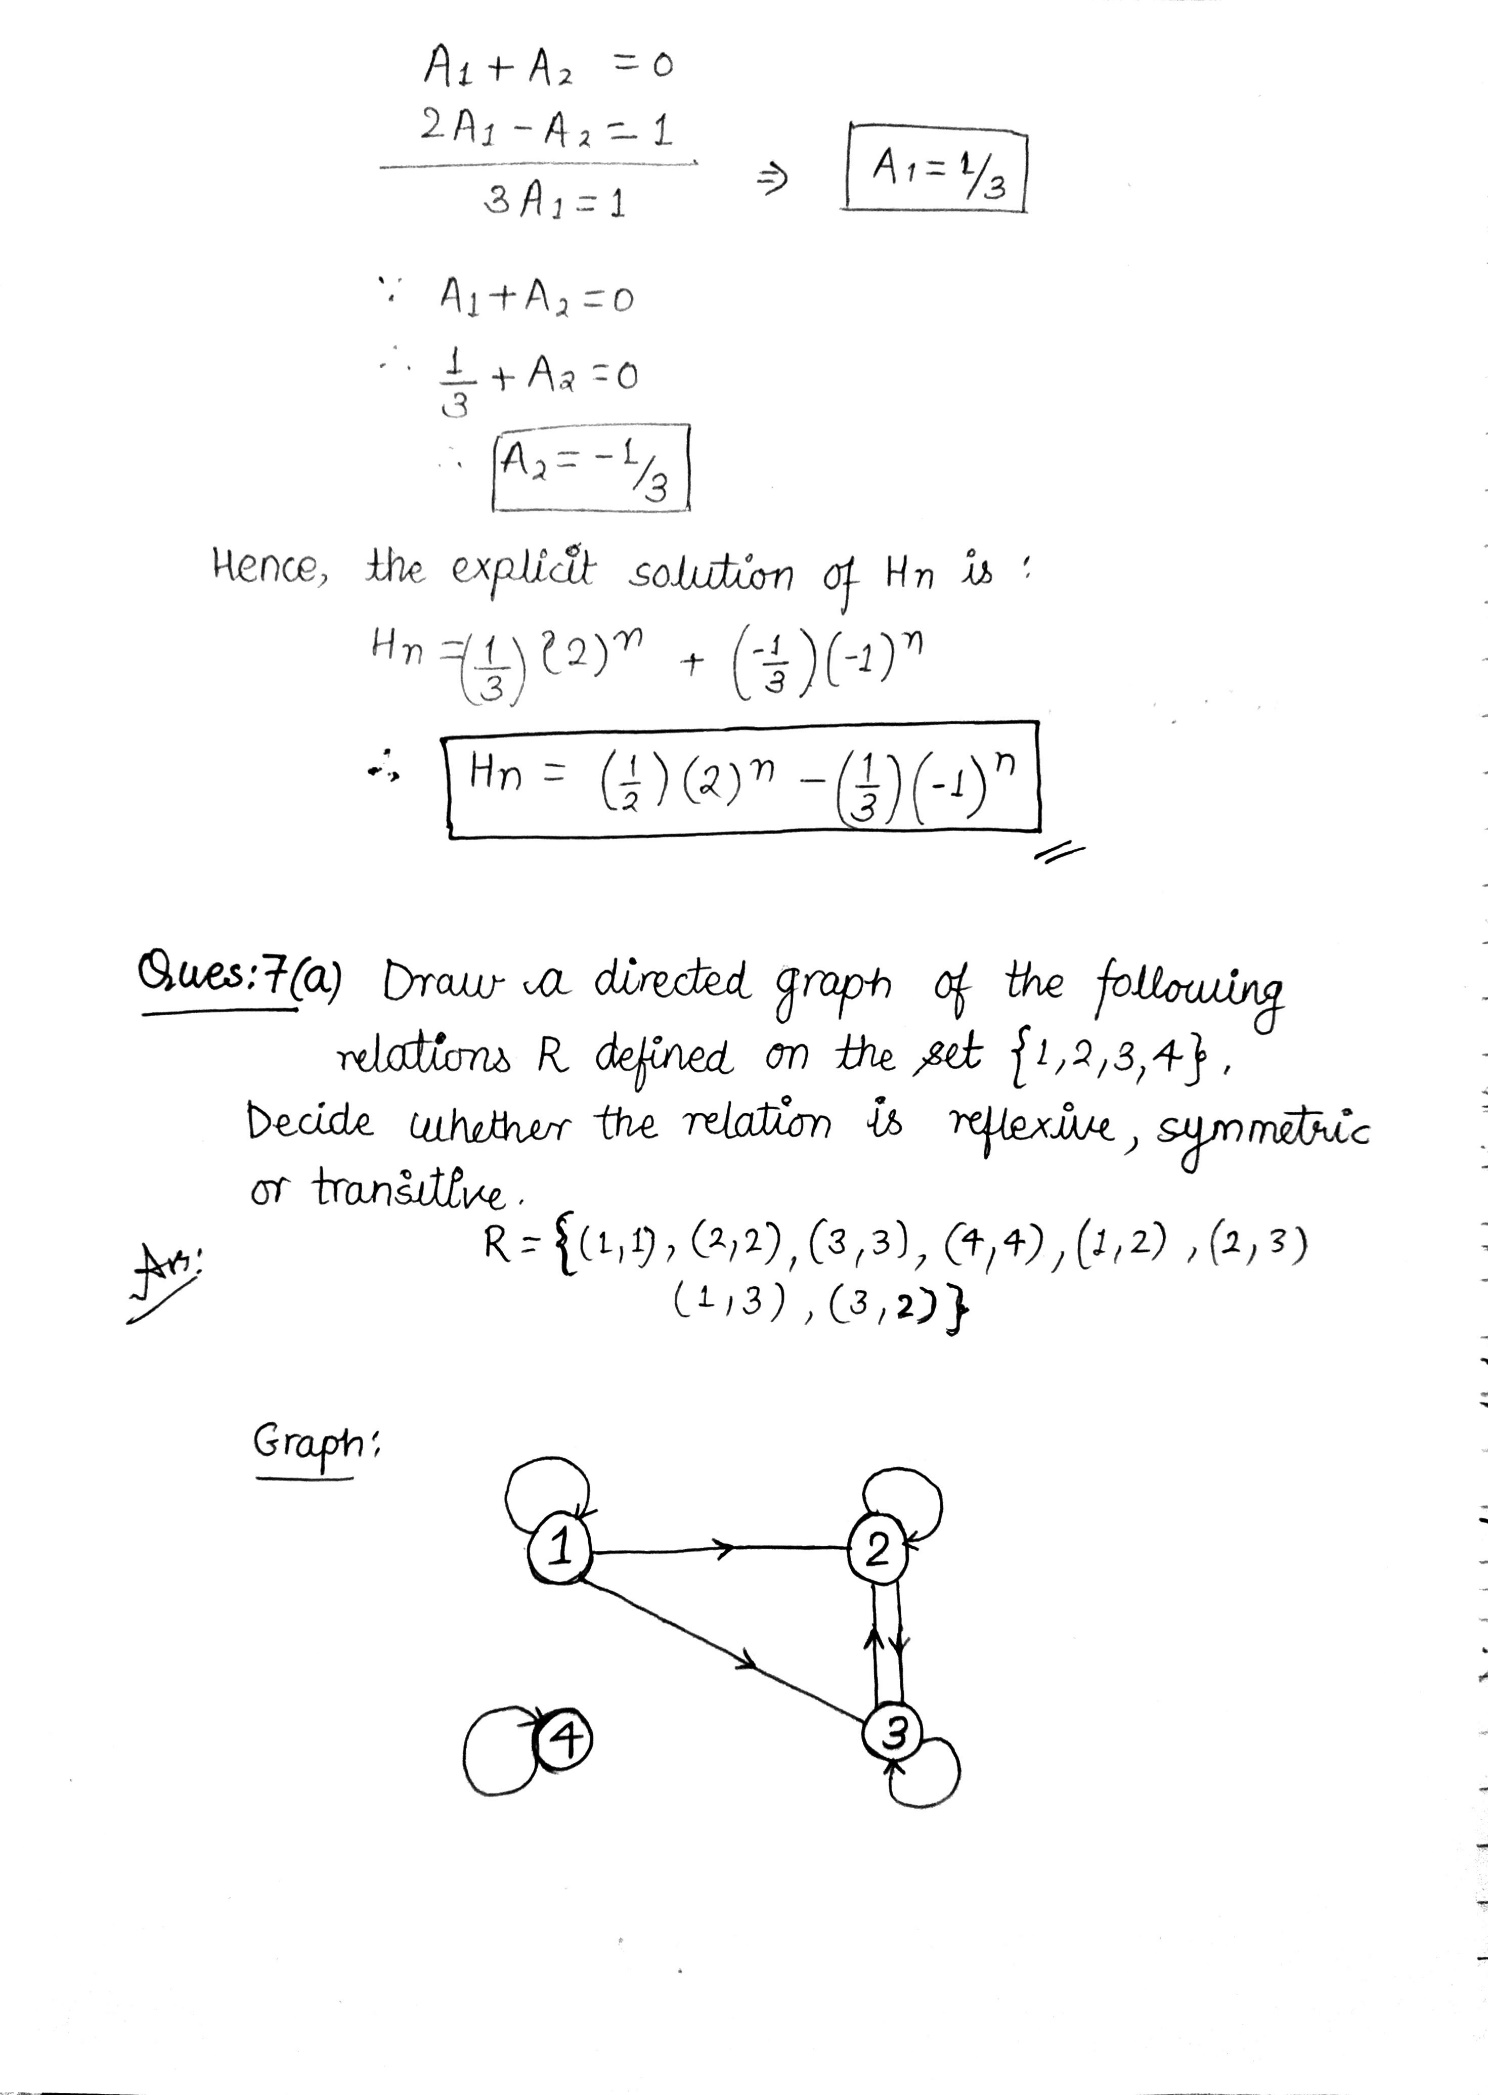 A1 + A2 = 0
2A1 - A2 = 1
3A1 = 1 ⇒ A1 = 1/3
∵ A1 + A2 = 0
∴ 1/3 + A2 = 0
∴ A2 = -1/3
Hence, the explicit solution of Hn is :
Hn = (1/3) (2)^n + (-1/3)(-1)^n
∴ Hn = (1/2)(2)^n - (1/3)(-1)^n
Ques:7(a) Draw a directed graph of the following
relations R defined on the set {1,2,3,4}.
Decide whether the relation is reflexive, symmetric
or transitive.
Ans: R = {(1,1), (2,2), (3,3), (4,4), (1,2), (2,3)
(1,3), (3,2)}
Graph:
1 2
4 3